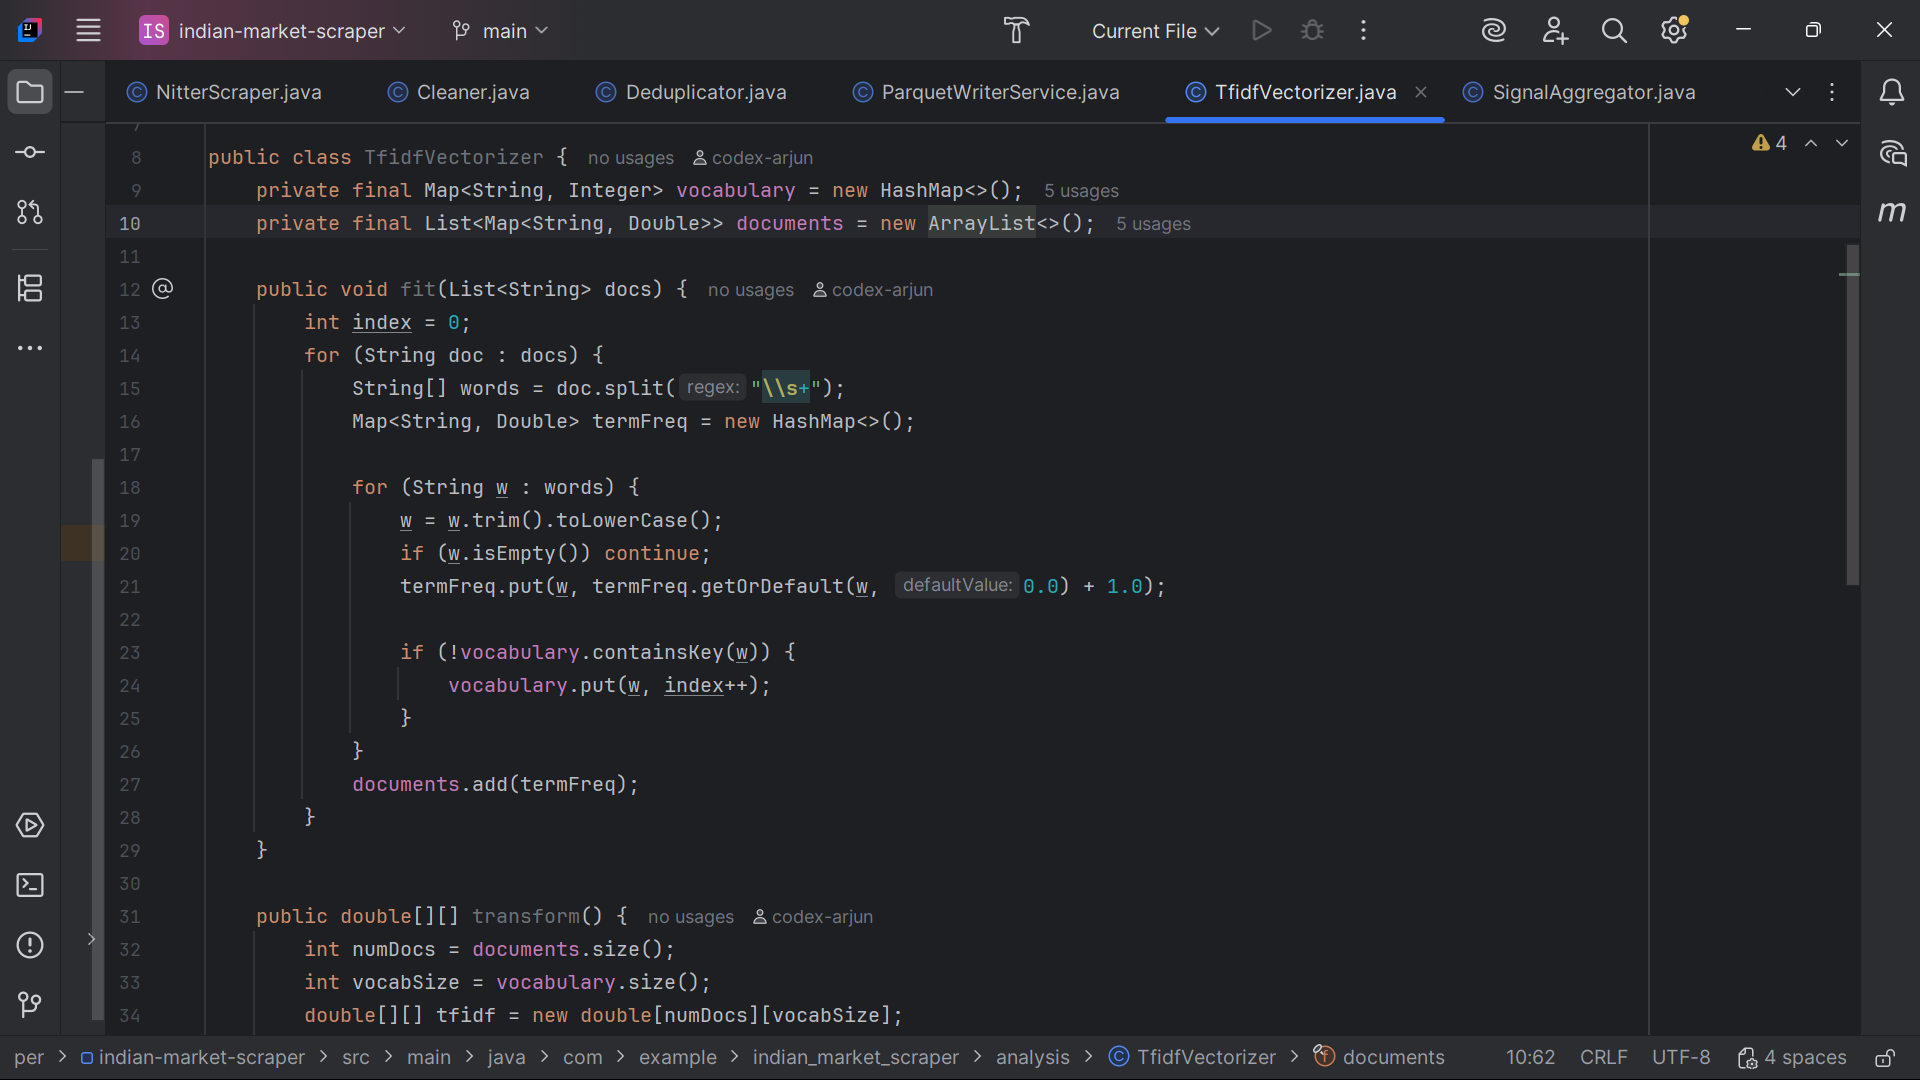 IS indian-market-scraper main Current File
NitterScraper.java Cleaner.java Deduplicator.java ParquetWriterService.java TfidfVectorizer.java SignalAggregator.java
4
8 public class TfidfVectorizer { no usages codex-arjun
9 private final Map<String, Integer> vocabulary = new HashMap<>(); 5 usages
10 private final List<Map<String, Double>> documents = new ArrayList<>(); 5 usages
11
12 public void fit(List<String> docs) { no usages codex-arjun
13 int index = 0;
14 for (String doc : docs) {
15 String[] words = doc.split( regex: "\\s+");
16 Map<String, Double> termFreq = new HashMap<>();
17
18 for (String w : words) {
19 w = w.trim().toLowerCase();
20 if (w.isEmpty()) continue;
21 termFreq.put(w, termFreq.getOrDefault(w, defaultValue: 0.0) + 1.0);
22
23 if (!vocabulary.containsKey(w)) {
24 vocabulary.put(w, index++);
25 }
26 }
27 documents.add(termFreq);
28 }
29 }
30
31 public double[][] transform() { no usages codex-arjun
32 int numDocs = documents.size();
33 int vocabSize = vocabulary.size();
34 double[][] tfidf = new double[numDocs][vocabSize];
per > indian-market-scraper > src > main > java > com > example > indian_market_scraper > analysis > TfidfVectorizer > documents 10:62 CRLF UTF-8 4 spaces